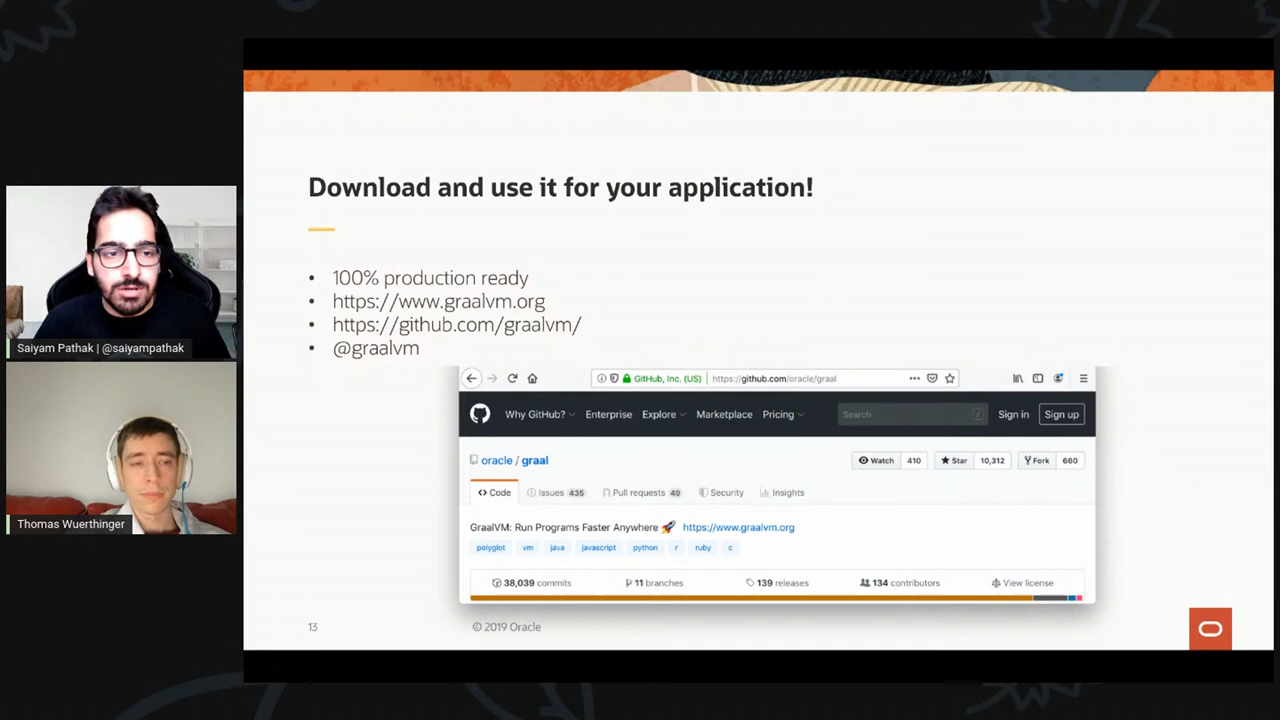 Download and use it for your application!
• 100% production ready
• https://www.graalvm.org
• https://github.com/graalvm/
• @graalvm
GitHub, Inc. (US) https://github.com/oracle/graal
Why GitHub? Enterprise Explore Marketplace Pricing Search / Sign in Sign up
oracle / graal Watch 410 Star 10,312 Fork 660
Code Issues 435 Pull requests 49 Security Insights
GraalVM: Run Programs Faster Anywhere 🚀 https://www.graalvm.org
polyglot vm java javascript python r ruby c
38,039 commits 11 branches 139 releases 134 contributors View license
13 © 2019 Oracle
Saiyam Pathak | @saiyampathak
Thomas Wuerthinger